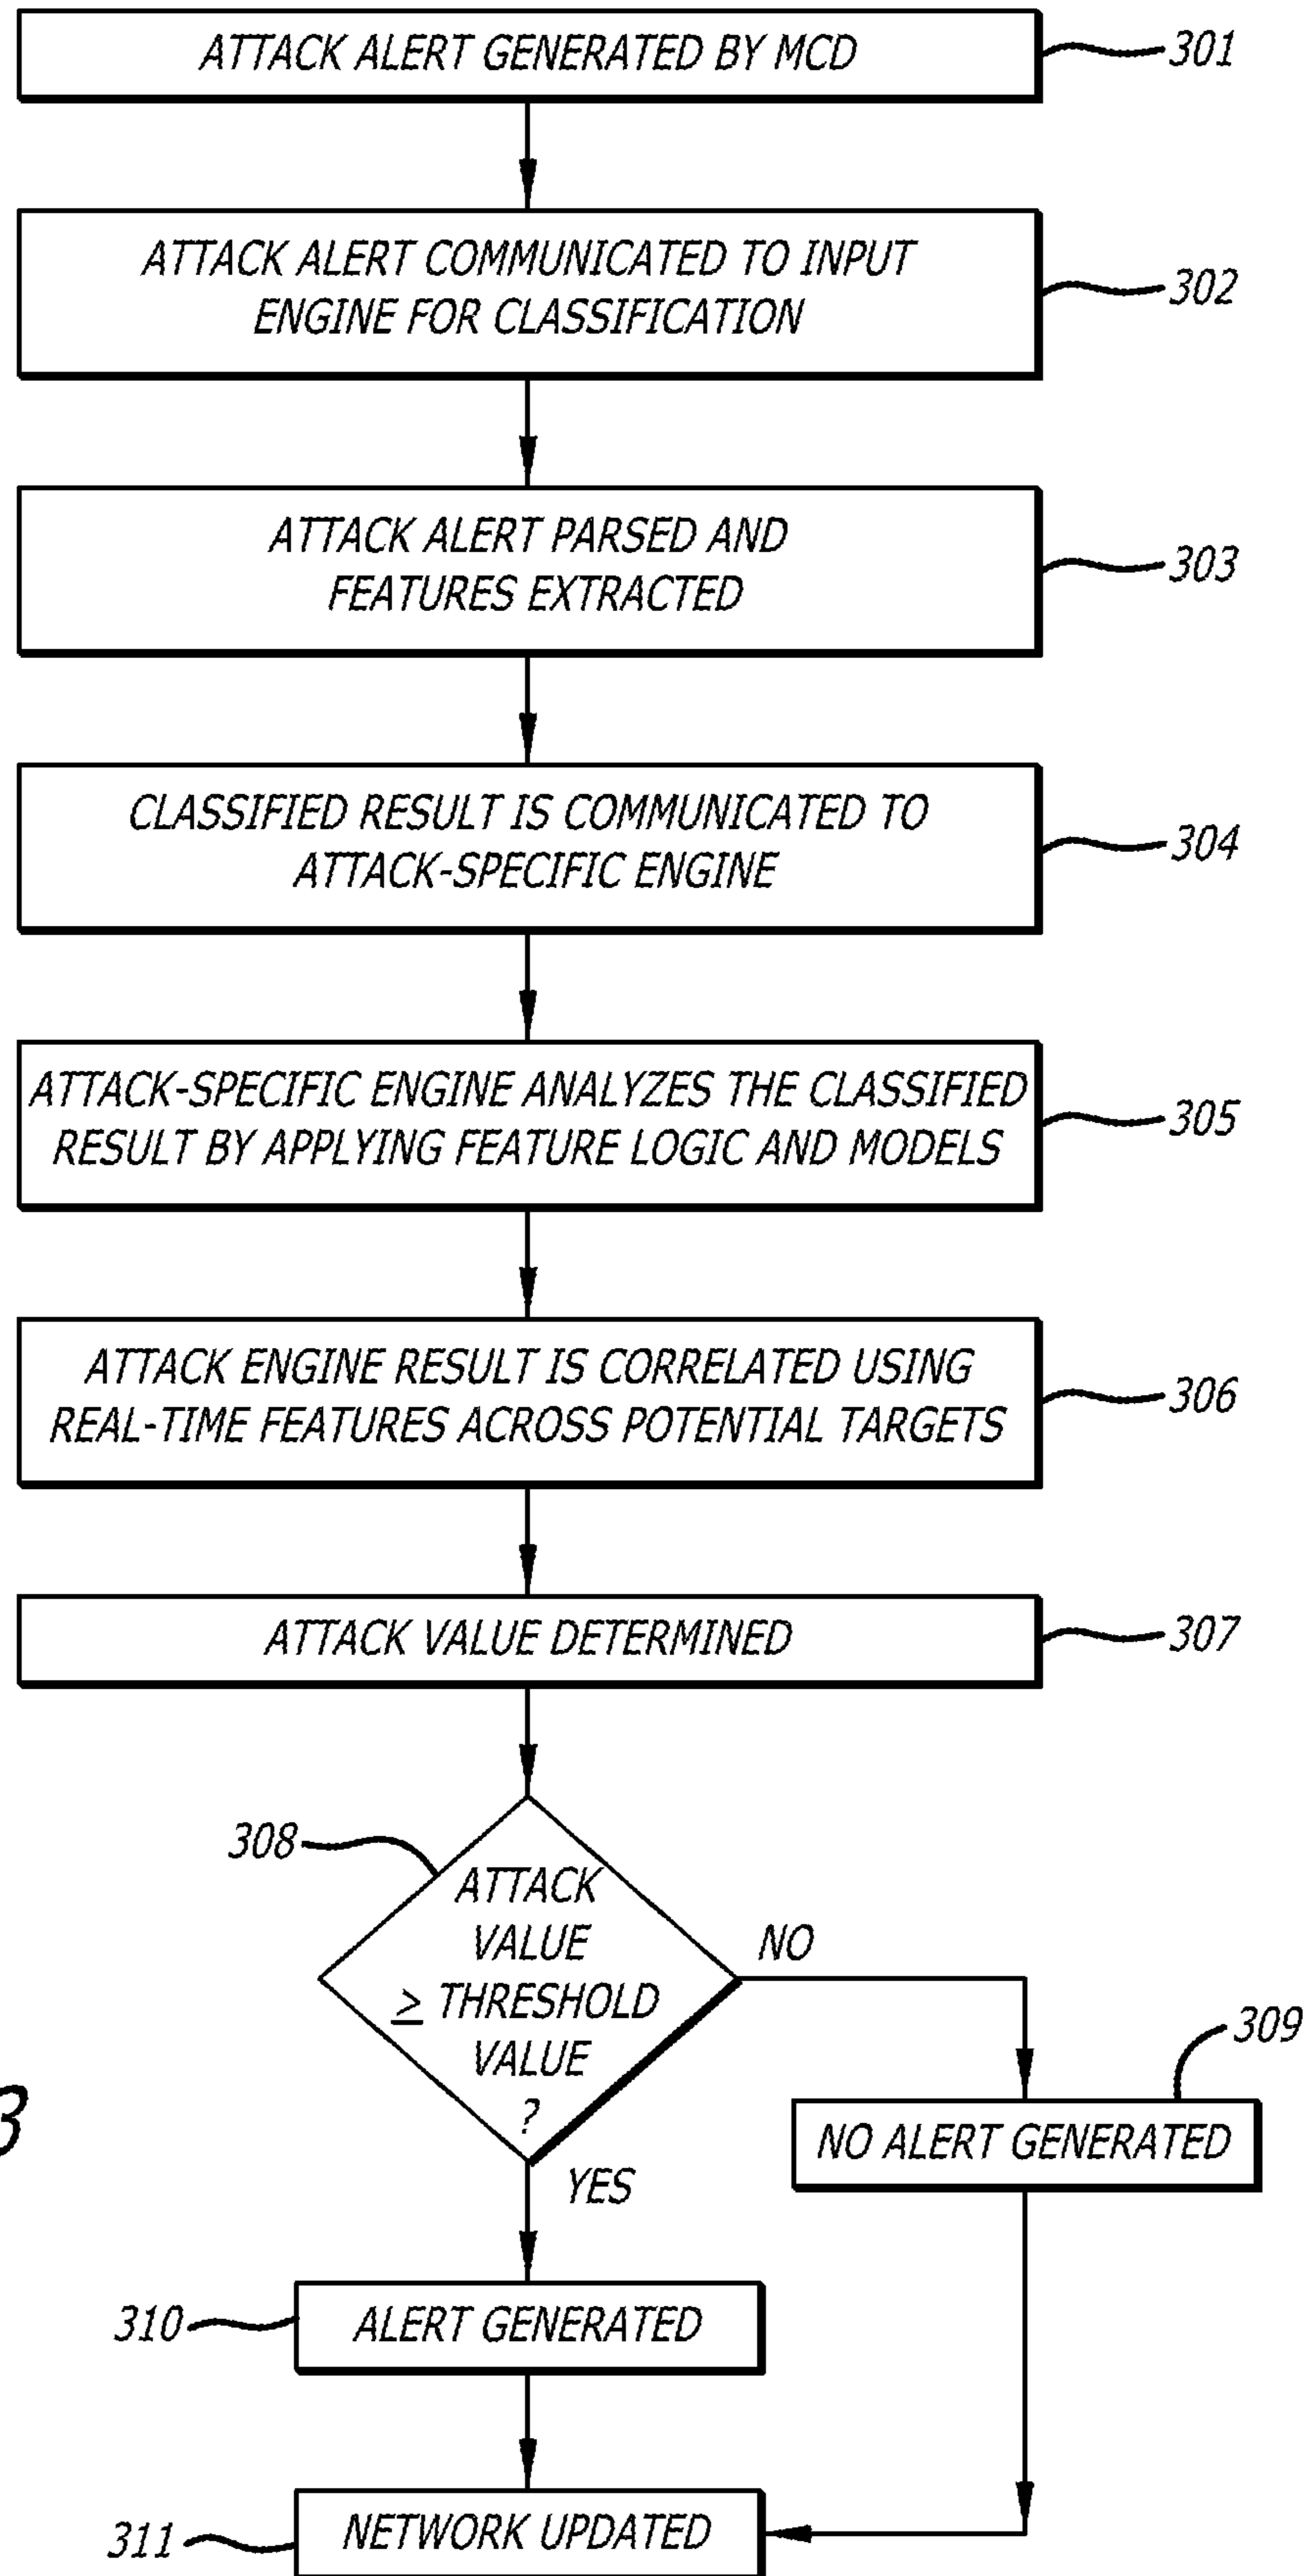 ATTACK ALERT GENERATED BY MCD
301
ATTACK ALERT COMMUNICATED TO INPUT
ENGINE FOR CLASSIFICATION
302
ATTACK ALERT PARSED AND
FEATURES EXTRACTED
303
CLASSIFIED RESULT IS COMMUNICATED TO
ATTACK-SPECIFIC ENGINE
304
ATTACK-SPECIFIC ENGINE ANALYZES THE CLASSIFIED
RESULT BY APPLYING FEATURE LOGIC AND MODELS
305
ATTACK ENGINE RESULT IS CORRELATED USING
REAL-TIME FEATURES ACROSS POTENTIAL TARGETS
306
ATTACK VALUE DETERMINED
307
308
ATTACK
VALUE
≥ THRESHOLD
VALUE
?
NO
YES
309
NO ALERT GENERATED
3
310
ALERT GENERATED
311
NETWORK UPDATED